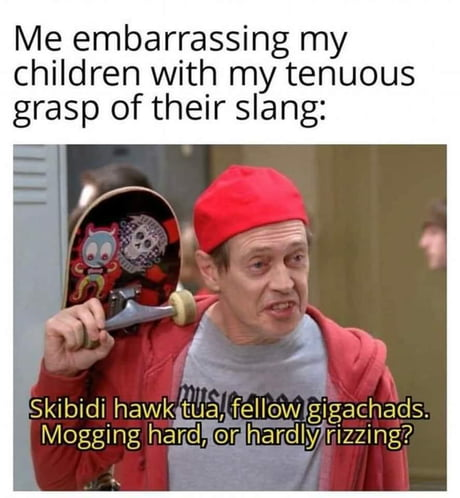 Me embarrassing my
children with my tenuous
grasp of their slang:
Skibidi hawk tua, fellow gigachads.
Mogging hard, or hardly rizzing?